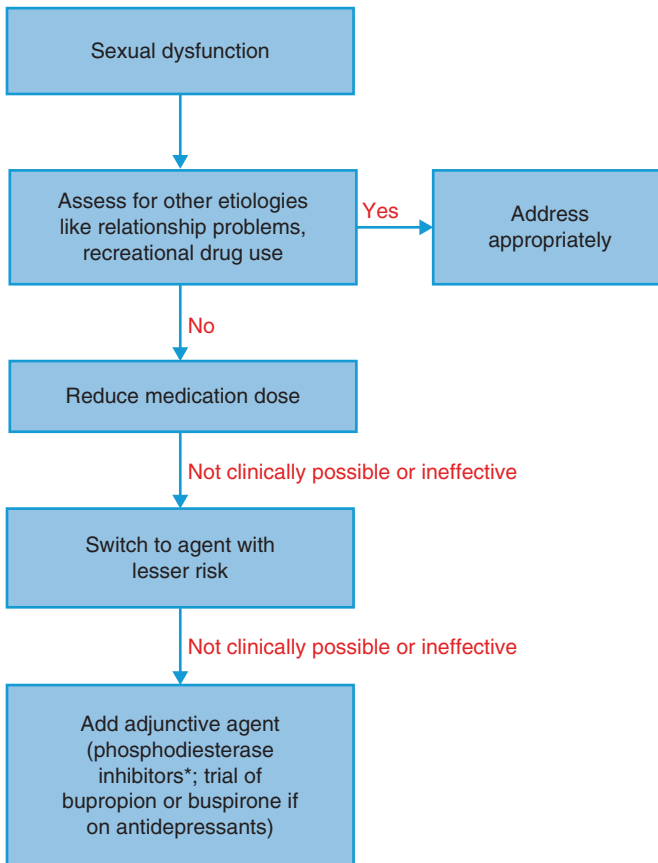 Sexual dysfunction
Assess for other etiologies
like relationship problems,
recreational drug use
Yes
Address
appropriately
No
Reduce medication dose
Not clinically possible or ineffective
Switch to agent with
lesser risk
Not clinically possible or ineffective
Add adjunctive agent
(phosphodiesterase
inhibitors*; trial of
bupropion or buspirone if
on antidepressants)